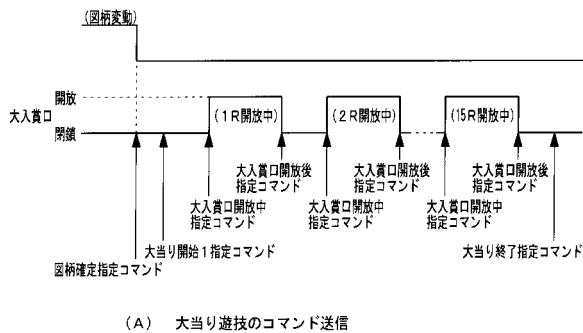 (図柄変動)
開放
大入賞口
閉鎖
(1R開放中)
(2R開放中)
(15R開放中)
大入賞口開放後
指定コマンド
大入賞口開放後
指定コマンド
大入賞口開放後
指定コマンド
大入賞口開放中
指定コマンド
大入賞口開放中
指定コマンド
大入賞口開放中
指定コマンド
大当り開始1指定コマンド
大当り終了指定コマンド
図柄確定指定コマンド
(A) 大当り遊技のコマンド送信